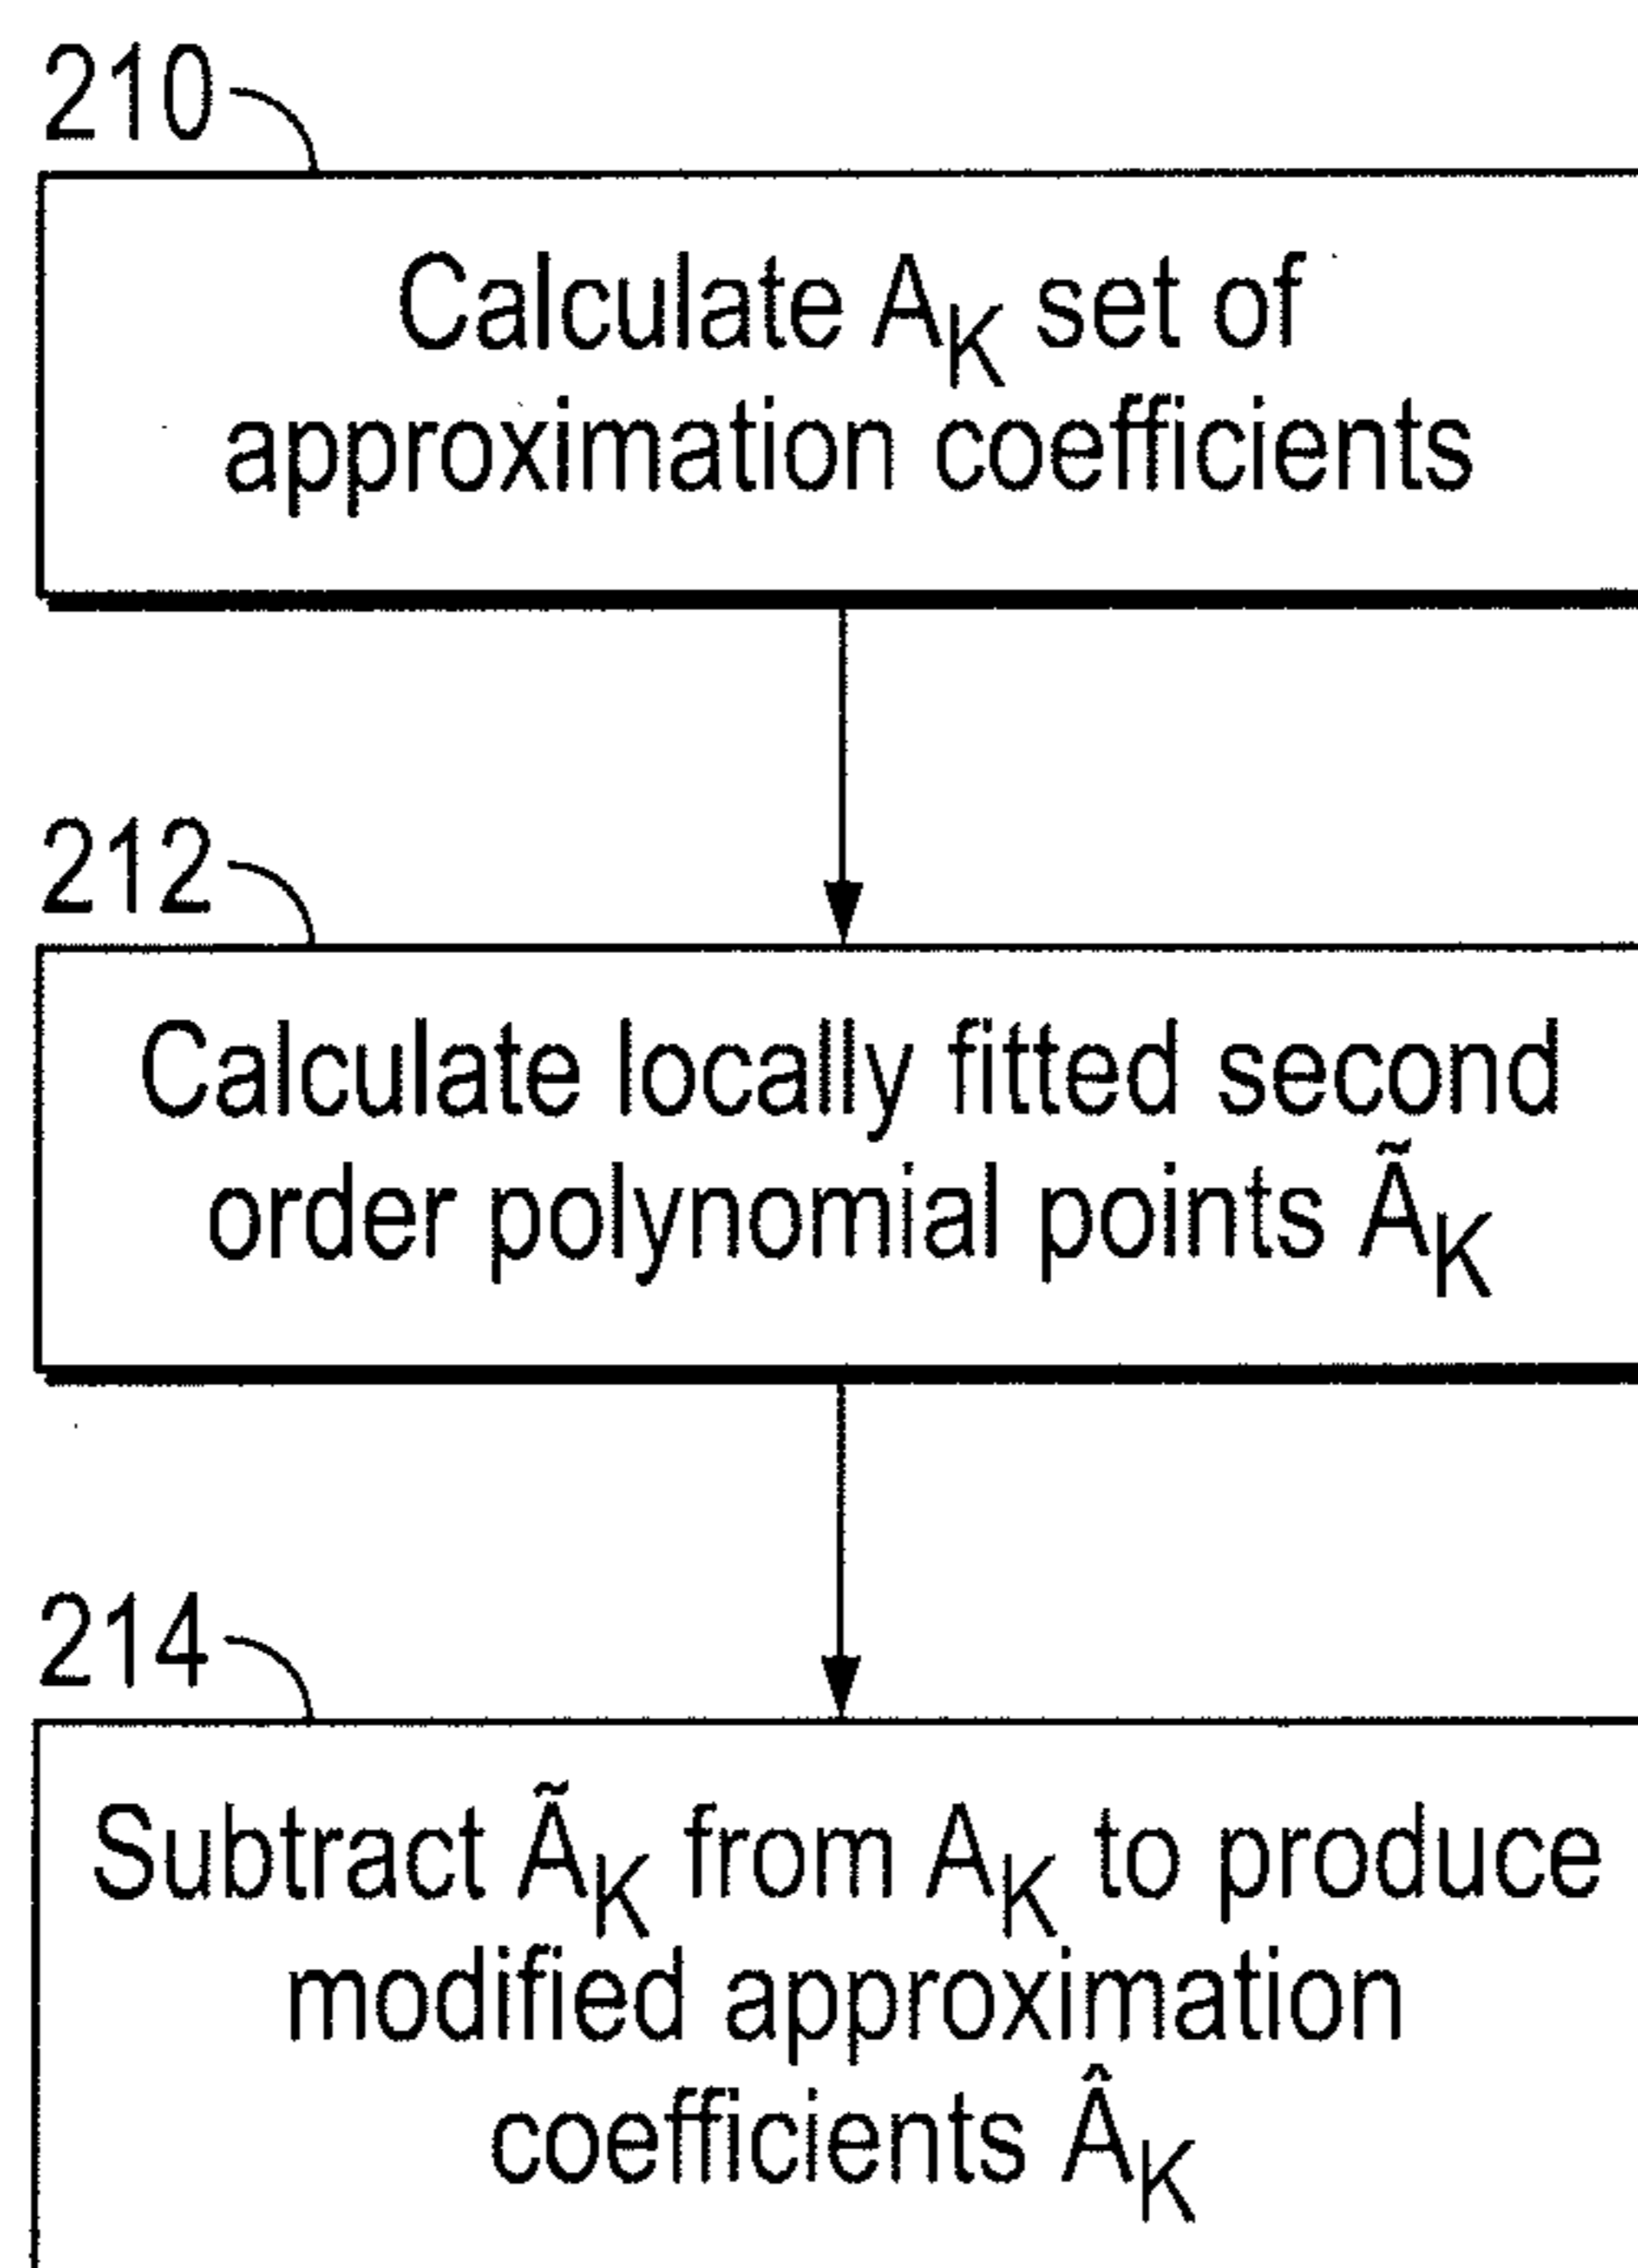 210
Calculate A_K set of
approximation coefficients
212
Calculate locally fitted second
order polynomial points Ã_K
214
Subtract Ã_K from A_K to produce
modified approximation
coefficients Â_K